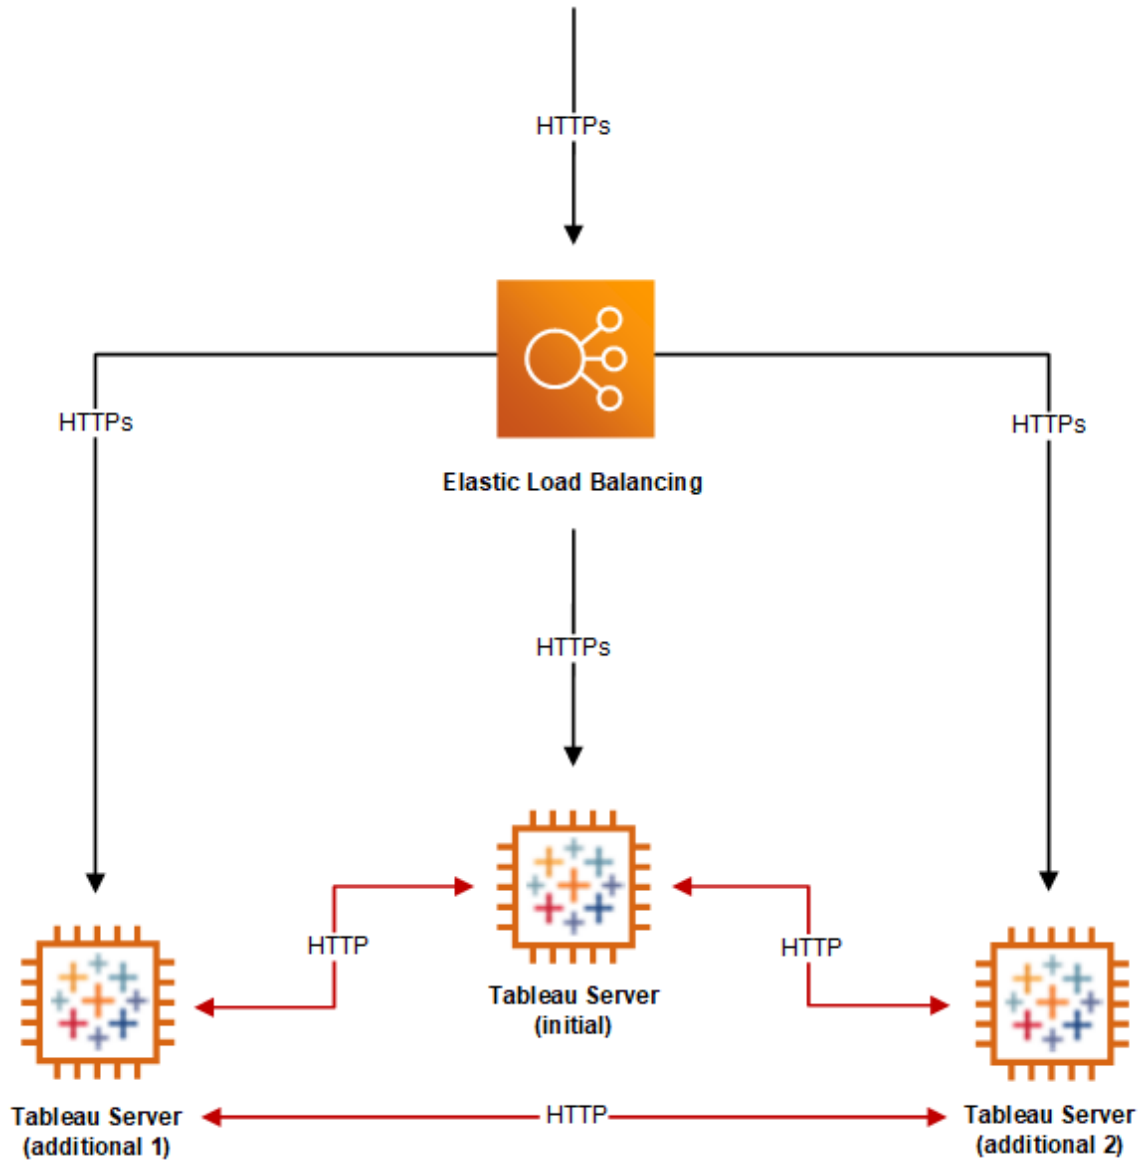 HTTPs
HTTPs
HTTPs
Elastic Load Balancing
HTTPs
HTTP
HTTP
Tableau Server
(initial)
Tableau Server
(additional 1)
HTTP
Tableau Server
(additional 2)